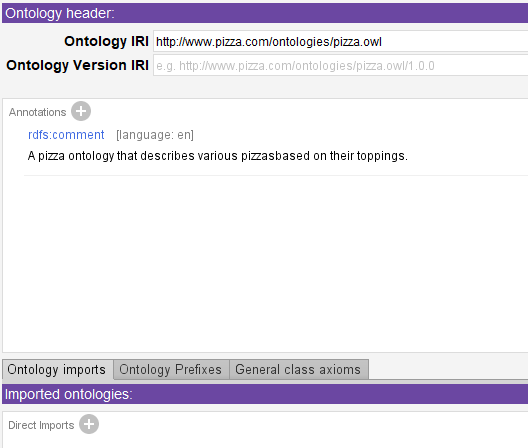 Ontology header:
Ontology IRI http://www.pizza.com/ontologies/pizza.owl
Ontology Version IRI e.g. http://www.pizza.com/ontologies/pizza.owl/1.0.0
Annotations
rdfs:comment [language: en]
A pizza ontology that describes various pizzasbased on their toppings.
Ontology imports Ontology Prefixes General class axioms
Imported ontologies:
Direct Imports